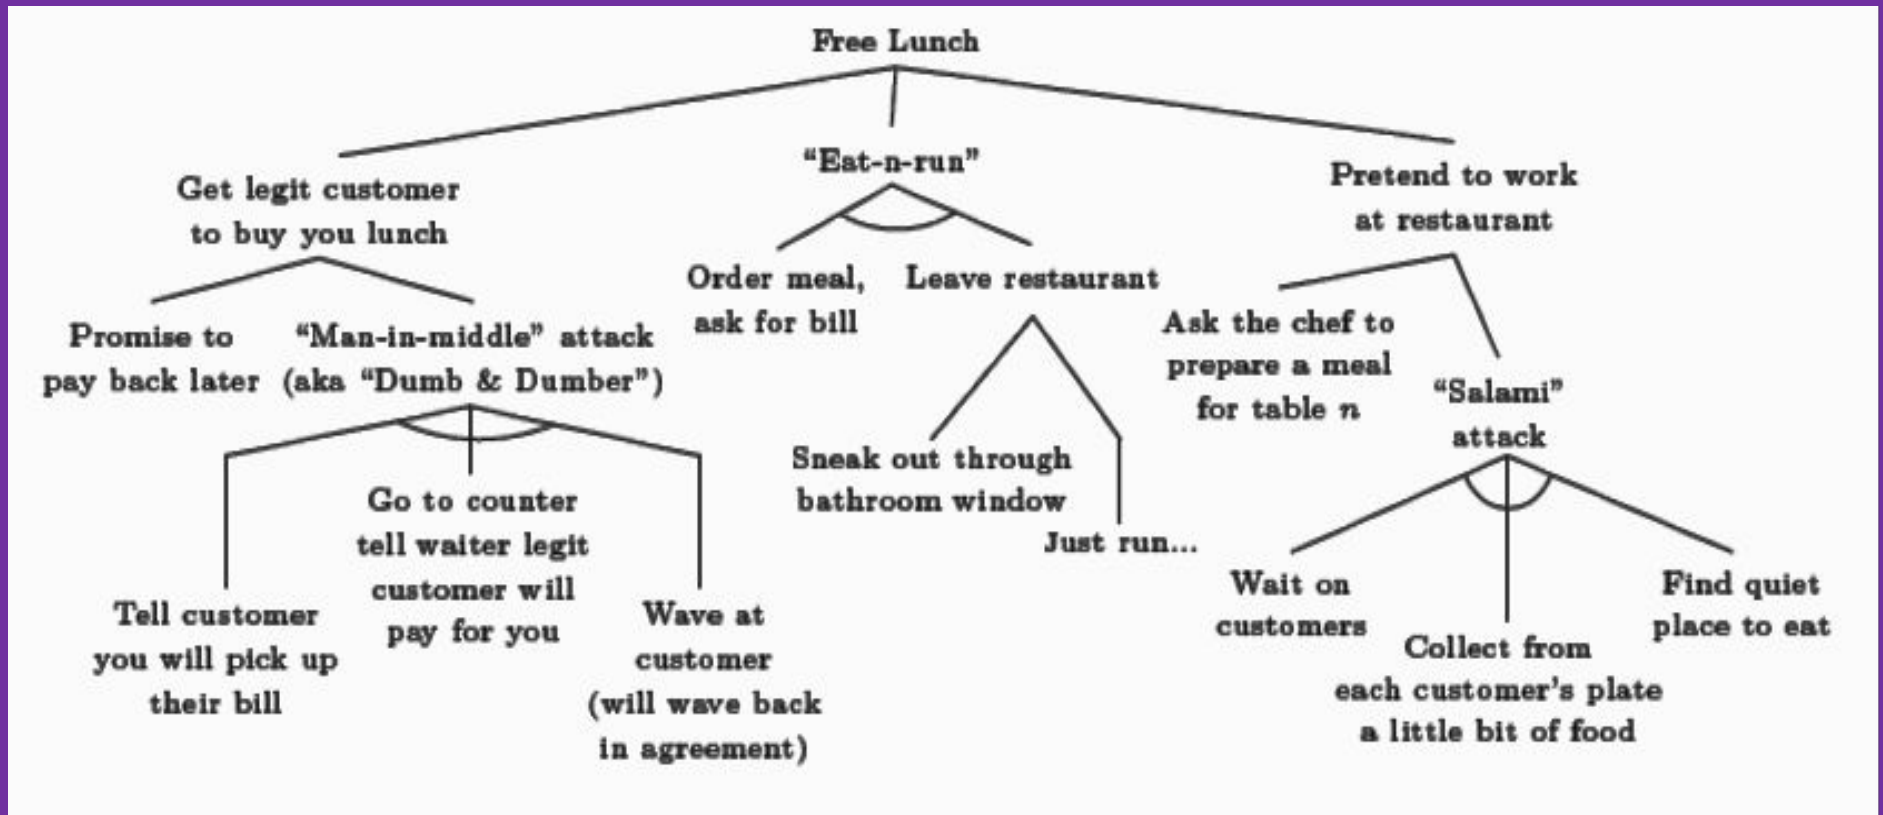 Free Lunch
Get legit customer
to buy you lunch
“Eat-n-run”
Pretend to work
at restaurant
Promise to
pay back later
“Man-in-middle” attack
(aka “Dumb & Dumber”)
Order meal,
ask for bill
Leave restaurant
Ask the chef to
prepare a meal
for table n
“Salami”
attack
Tell customer
you will pick up
their bill
Go to counter
tell waiter legit
customer will
pay for you
Wave at
customer
(will wave back
in agreement)
Sneak out through
bathroom window
Just run...
Wait on
customers
Collect from
each customer’s plate
a little bit of food
Find quiet
place to eat